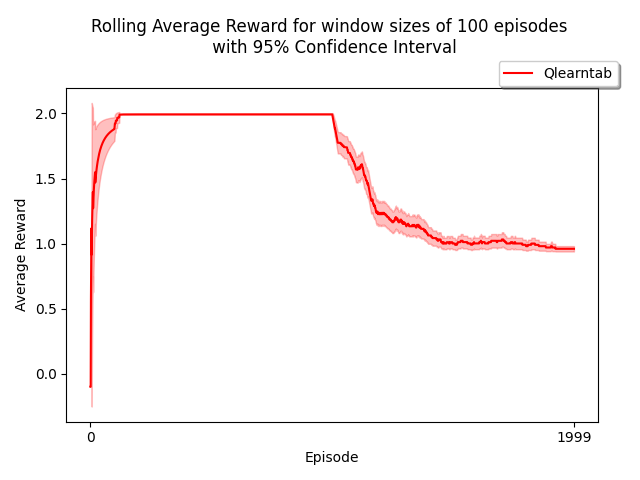 Rolling Average Reward for window sizes of 100 episodes
with 95% Confidence Interval
Qlearntab
2.0
1.5
1.0
0.5
0.0
Average Reward
0
1999
Episode